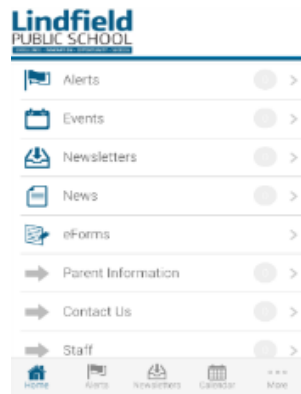 Lindfield
PUBLIC SCHOOL
Alerts
Events
Newsletters
News
eForms
Parent Information
Contact Us
Staff
Home
Alerts
Newsletters
Calendar
More